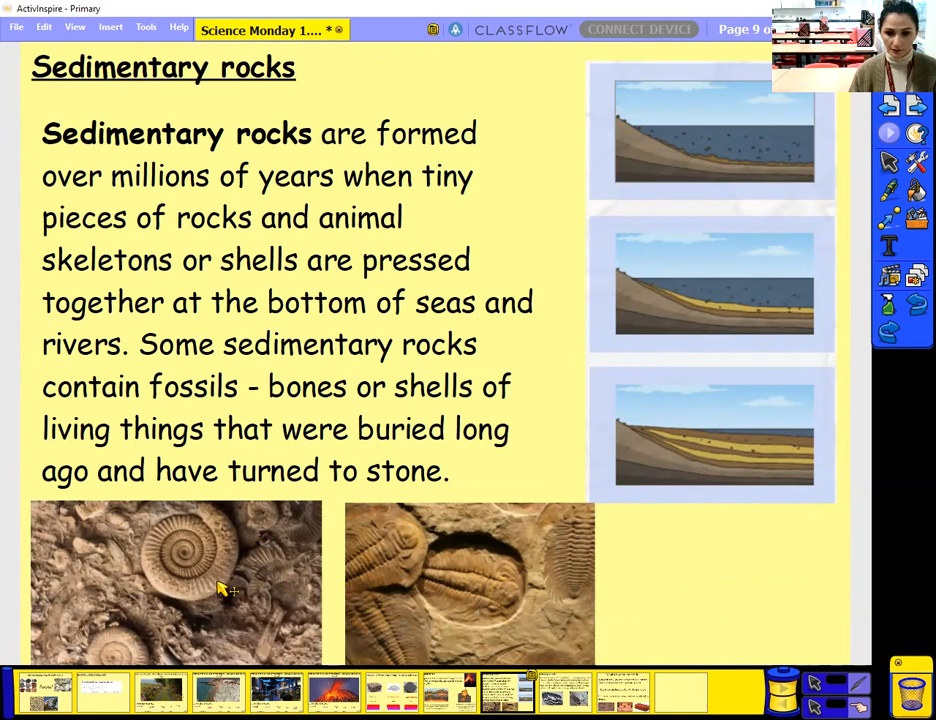 ActivInspire - Primary
File Edit View Insert Tools Help
Science Monday 1.... *
CLASSFLOW
CONNECT DEVICE
Page 9 o
Sedimentary rocks
Sedimentary rocks are formed
over millions of years when tiny
pieces of rocks and animal
skeletons or shells are pressed
together at the bottom of seas and
rivers. Some sedimentary rocks
contain fossils - bones or shells of
living things that were buried long
ago and have turned to stone.